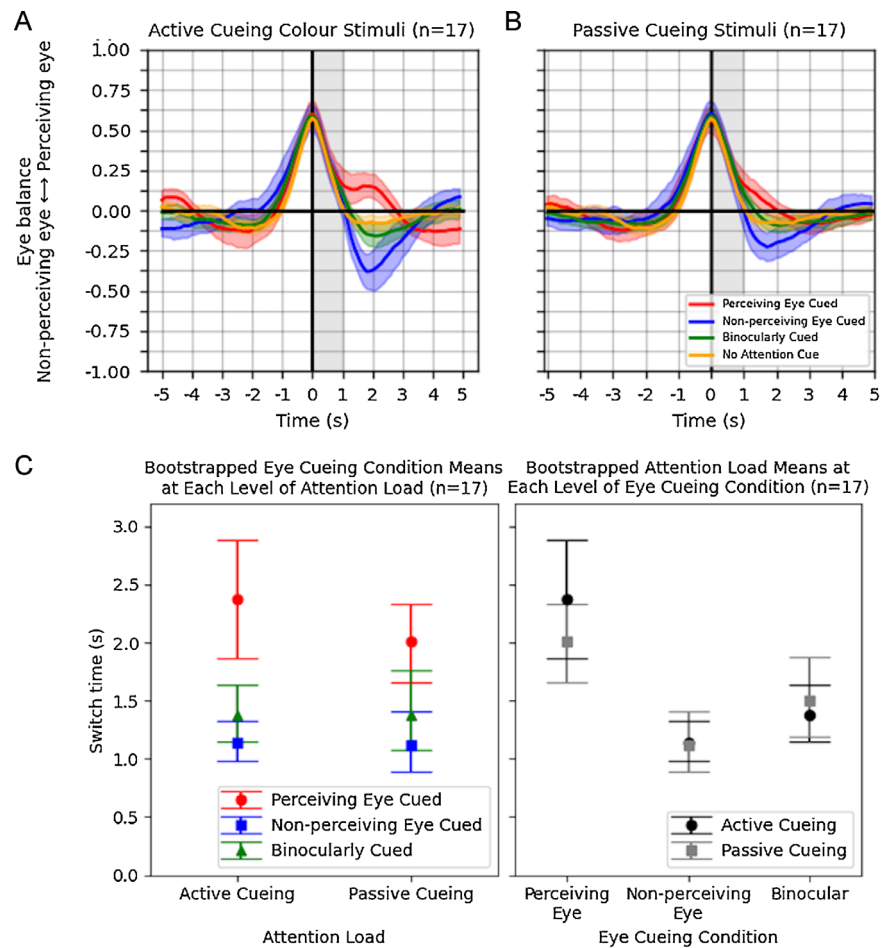 A
Active Cueing Colour Stimuli (n=17)
1.00
0.75
0.50
0.25
0.00
-0.25
-0.50
-0.75
-1.00
Eye balance
Non-perceiving eye ⟷ Perceiving eye
-5 -4 -3 -2 -1 0 1 2 3 4 5
Time (s)
B
Passive Cueing Stimuli (n=17)
Perceiving Eye Cued
Non-perceiving Eye Cued
Binocularly Cued
No Attention Cue
-5 -4 -3 -2 -1 0 1 2 3 4 5
Time (s)
C
Bootstrapped Eye Cueing Condition Means
at Each Level of Attention Load (n=17)
3.0
2.5
2.0
1.5
1.0
0.5
0.0
Switch time (s)
Perceiving Eye Cued
Non-perceiving Eye Cued
Binocularly Cued
Active Cueing Passive Cueing
Attention Load
Bootstrapped Attention Load Means at
Each Level of Eye Cueing Condition (n=17)
Active Cueing
Passive Cueing
Perceiving
Eye
Non-perceiving
Eye
Binocular
Eye Cueing Condition